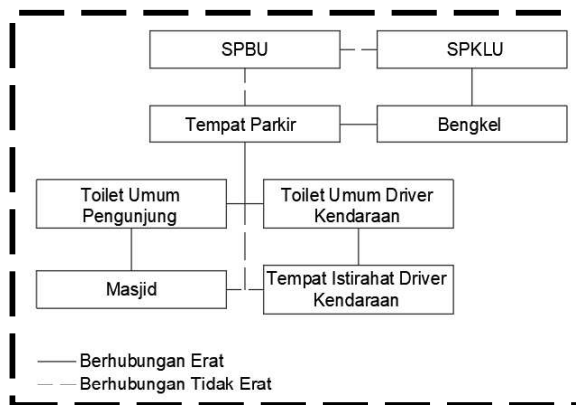 SPBU
SPKLU
Tempat Parkir
Bengkel
Toilet Umum
Pengunjung
Toilet Umum Driver
Kendaraan
Masjid
Tempat Istirahat Driver
Kendaraan
Berhubungan Erat
Berhubungan Tidak Erat